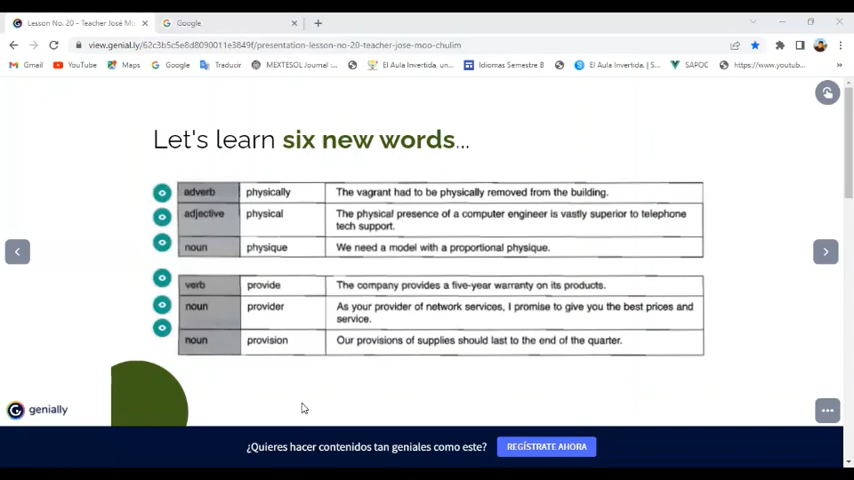 Lesson No. 20 - Teacher José Mo
Google
view.genial.ly/62c3b5c5e8d8090011e3849f/presentation-lesson-no-20-teacher-jose-moo-chulim
Gmail YouTube Maps Google Traducir MEXTESOL Journal :... El Aula Invertida, un... Idiomas Semestre 8 El Aula Invertida. | S... SAPOC https://www.youtub...
Let's learn six new words...
adverb physically The vagrant had to be physically removed from the building.
adjective physical The physical presence of a computer engineer is vastly superior to telephone
tech support.
noun physique We need a model with a proportional physique.
verb provide The company provides a five-year warranty on its products.
noun provider As your provider of network services, I promise to give you the best prices and
service.
noun provision Our provisions of supplies should last to the end of the quarter.
genially
¿Quieres hacer contenidos tan geniales como este? REGÍSTRATE AHORA